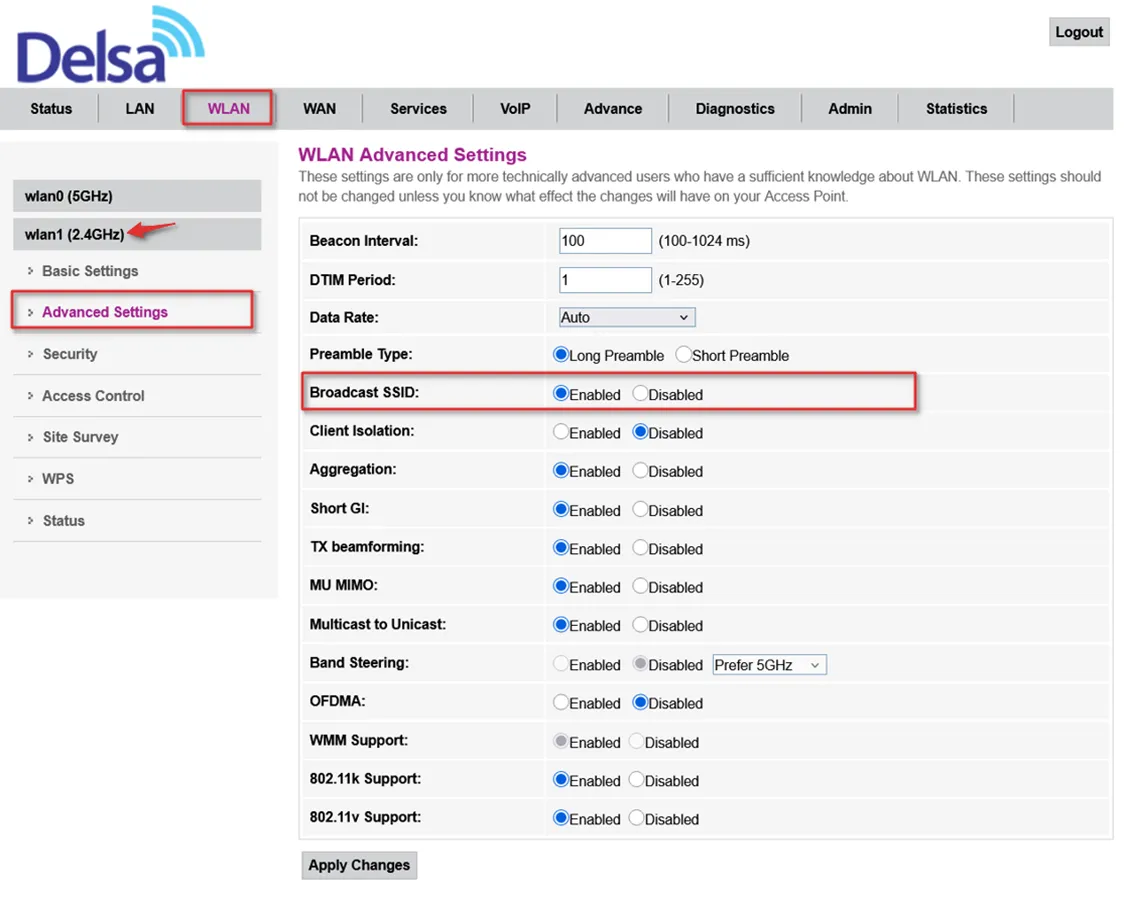 Delsa
Logout
Status LAN WLAN WAN Services VoIP Advance Diagnostics Admin Statistics
wlan0 (5GHz)
wlan1 (2.4GHz)
Basic Settings
Advanced Settings
Security
Access Control
Site Survey
WPS
Status
WLAN Advanced Settings
These settings are only for more technically advanced users who have a sufficient knowledge about WLAN. These settings should
not be changed unless you know what effect the changes will have on your Access Point.
Beacon Interval: 100 (100-1024 ms)
DTIM Period: 1 (1-255)
Data Rate: Auto
Preamble Type: Long Preamble Short Preamble
Broadcast SSID: Enabled Disabled
Client Isolation: Enabled Disabled
Aggregation: Enabled Disabled
Short GI: Enabled Disabled
TX beamforming: Enabled Disabled
MU MIMO: Enabled Disabled
Multicast to Unicast: Enabled Disabled
Band Steering: Enabled Disabled Prefer 5GHz
OFDMA: Enabled Disabled
WMM Support: Enabled Disabled
802.11k Support: Enabled Disabled
802.11v Support: Enabled Disabled
Apply Changes